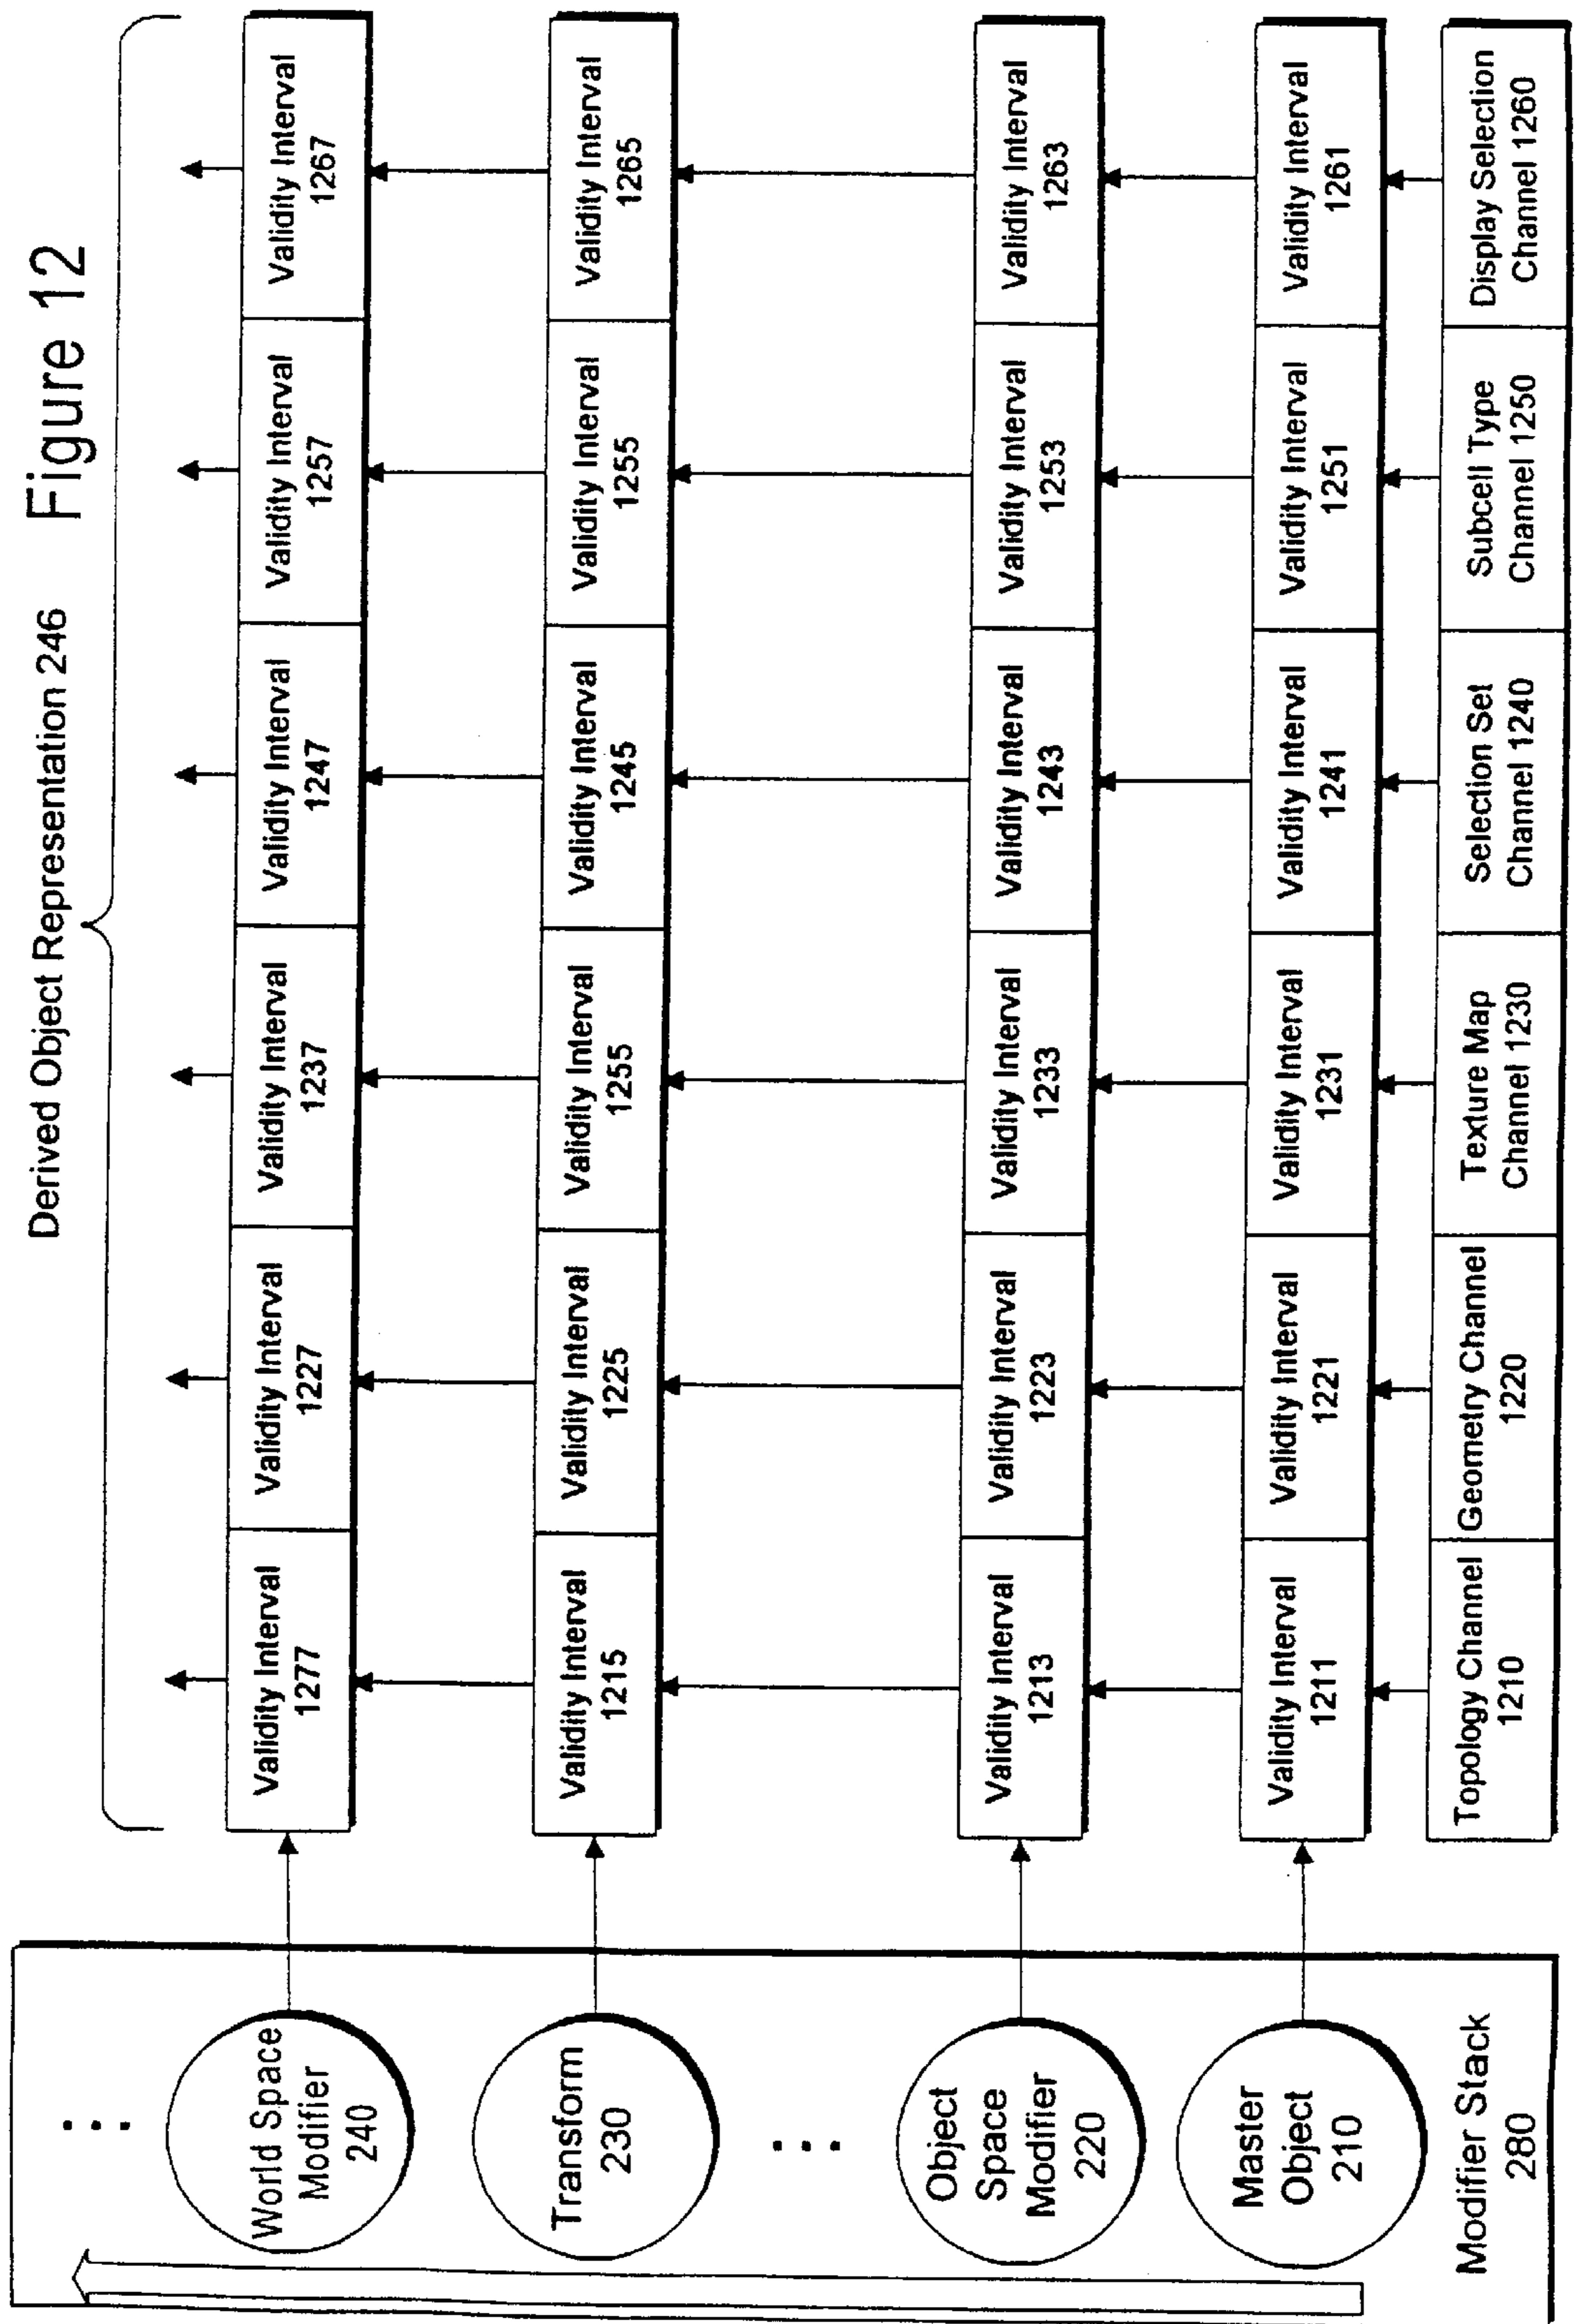 Derived Object Representation 246
Figure 12
World Space
Modifier
240
Validity Interval
1277
Validity Interval
1227
Validity Interval
1237
Validity Interval
1247
Validity Interval
1257
Validity Interval
1267
Transform
230
Validity Interval
1215
Validity Interval
1225
Validity Interval
1255
Validity Interval
1245
Validity Interval
1255
Validity Interval
1265
Object
Space
Modifier
220
Validity Interval
1213
Validity Interval
1223
Validity Interval
1233
Validity Interval
1243
Validity Interval
1253
Validity Interval
1263
Master
Object
210
Validity Interval
1211
Validity Interval
1221
Validity Interval
1231
Validity Interval
1241
Validity Interval
1251
Validity Interval
1261
Modifier Stack
280
Topology Channel
1210
Geometry Channel
1220
Texture Map
Channel 1230
Selection Set
Channel 1240
Subcell Type
Channel 1250
Display Selection
Channel 1260